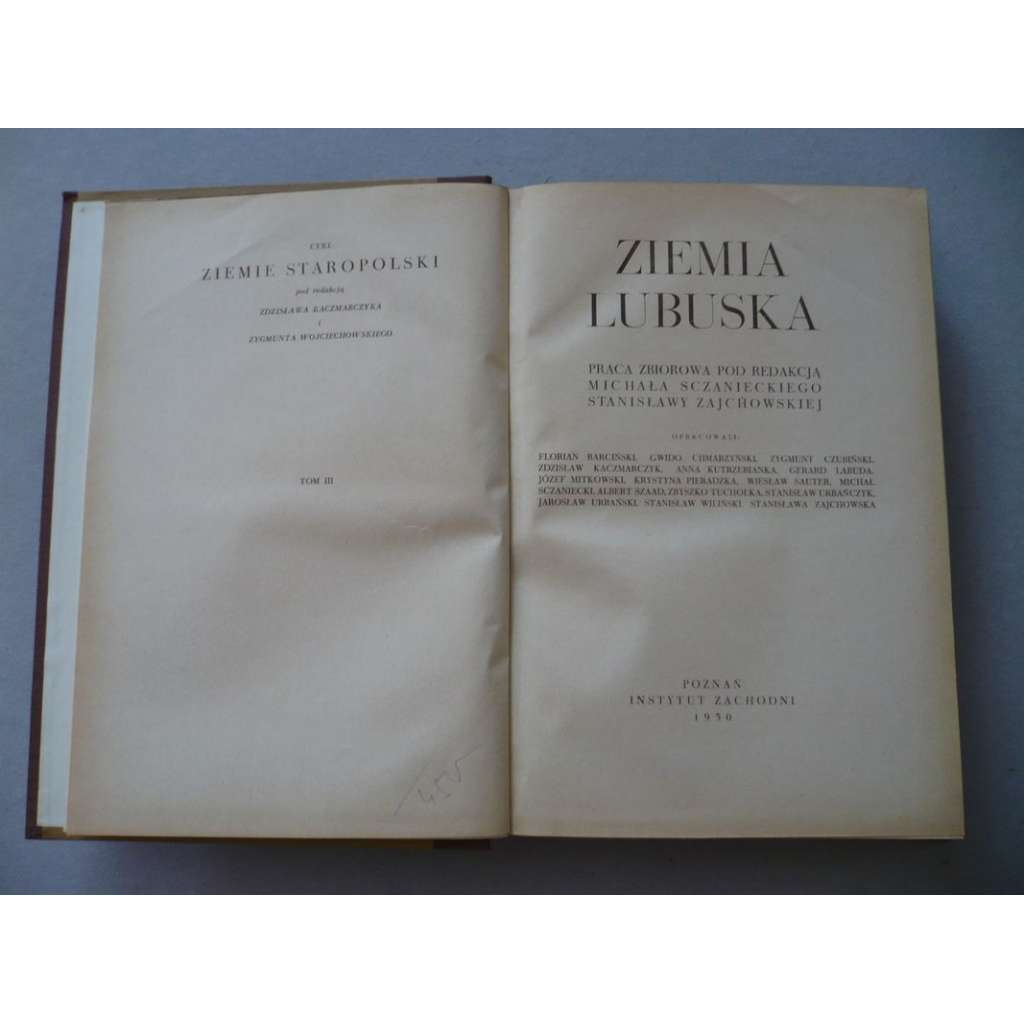 CYKL
ZIEMIE STAROPOLSKI
pod redakcją
ZDZISŁAWA KACZMARCZYKA
i
ZYGMUNTA WOJCIECHOWSKIEGO
TOM III
ZIEMIA
LUBUSKA
PRACA ZBIOROWA POD REDAKCJĄ
MICHAŁA SCZANIECKIEGO
STANISŁAWY ZAJCHOWSKIEJ
OPRACOWALI:
FLORIAN BARCIŃSKI, GWIDO CHMARZYŃSKI, ZYGMUNT CZUBIŃSKI,
ZDZISŁAW KACZMARCZYK, ANNA KUTRZEBIANKA, GERARD LABUDA,
JÓZEF MITKOWSKI, KRYSTYNA PIERADZKA, WIESŁAW SAUTER, MICHAŁ
SCZANIECKI, ALBERT SZAAD, ZBYSZKO TUCHOŁKA, STANISŁAW URBAŃCZYK,
JAROSŁAW URBAŃSKI, STANISŁAW WILIŃSKI, STANISŁAWA ZAJCHOWSKA
POZNAŃ
INSTYTUT ZACHODNI
1950